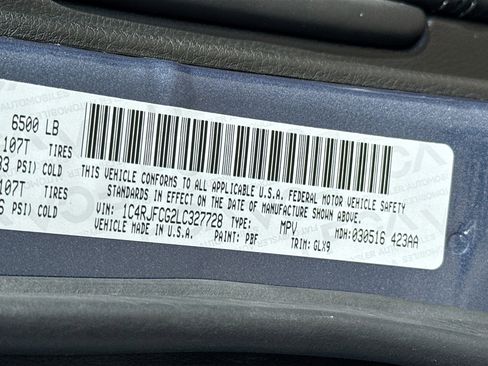 6500 LB
107T TIRES
PSI) COLD
107T TIRES
PSI) COLD
THIS VEHICLE CONFORMS TO ALL APPLICABLE U.S.A. FEDERAL MOTOR VEHICLE SAFETY
STANDARDS IN EFFECT ON THE DATE OF MANUFACTURE SHOWN ABOVE.
VIN: 1C4RJFCG2LC327728 TYPE: MPV MDH:030516 423AA
VEHICLE MADE IN U.S.A. PAINT: PBF TRIM: GLX9